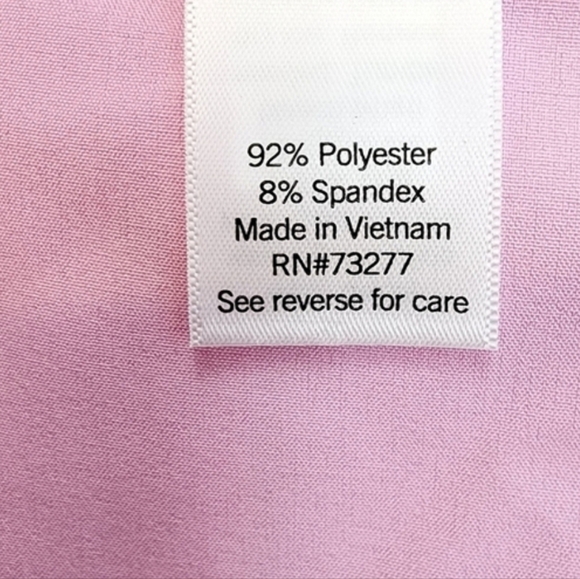 92% Polyester
8% Spandex
Made in Vietnam
RN#73277
See reverse for care